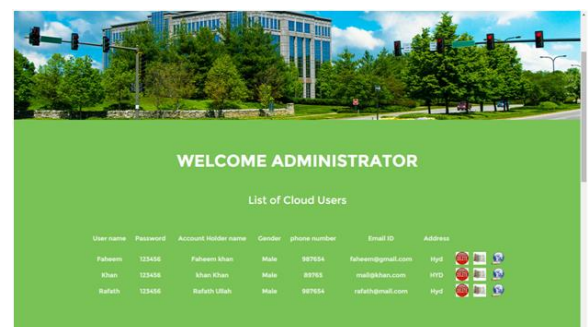 WELCOME ADMINISTRATOR
List of Cloud Users
User name Password Account Holder name Gender phone number Email ID Address
Faheem 123456 Faheem khan Male 987654 faheem@gmail.com Hyd
Khan 123456 khan Khan Male 89765 mail@khan.com HYD
Rafath 123456 Rafath Ullah Male 987654 refath@mail.com Hyd